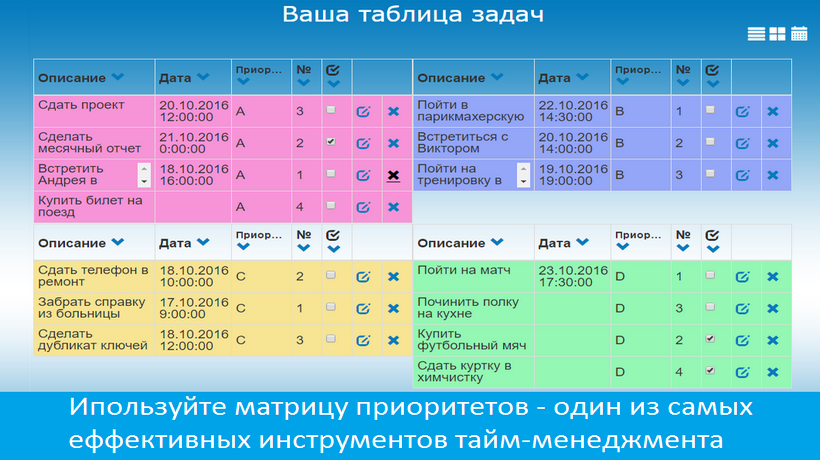 Ваша таблица задач
Описание Дата Приор... №
Сдать проект 20.10.2016 12:00:00 A 3
Сделать месячный отчет 21.10.2016 0:00:00 A 2
Встретить Андрея в 18.10.2016 16:00:00 A 1
Купить билет на поезд A 4
Описание Дата Приор... №
Пойти в парикмахерскую 22.10.2016 14:30:00 B 1
Встретиться с Виктором 20.10.2016 14:00:00 B 2
Пойти на тренировку в 19.10.2016 19:00:00 B 3
Описание Дата Приор... №
Сдать телефон в ремонт 18.10.2016 10:00:00 C 2
Забрать справку из больницы 17.10.2016 9:00:00 C 1
Сделать дубликат ключей 18.10.2016 12:00:00 C 3
Описание Дата Приор... №
Пойти на матч 23.10.2016 17:30:00 D 1
Починить полку на кухне D 3
Купить футбольный мяч D 2
Сдать куртку в химчистку D 4
Ипользуйте матрицу приоритетов - один из самых
еффективных инструментов тайм-менеджмента